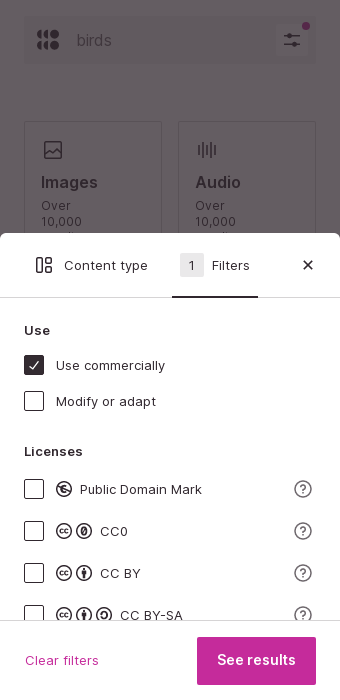 birds
Images
Audio
Over
10,000
Over
10,000
Content type
1 Filters
Use
Use commercially
Modify or adapt
Licenses
Public Domain Mark
CC0
CC BY
CC BY-SA
Clear filters
See results